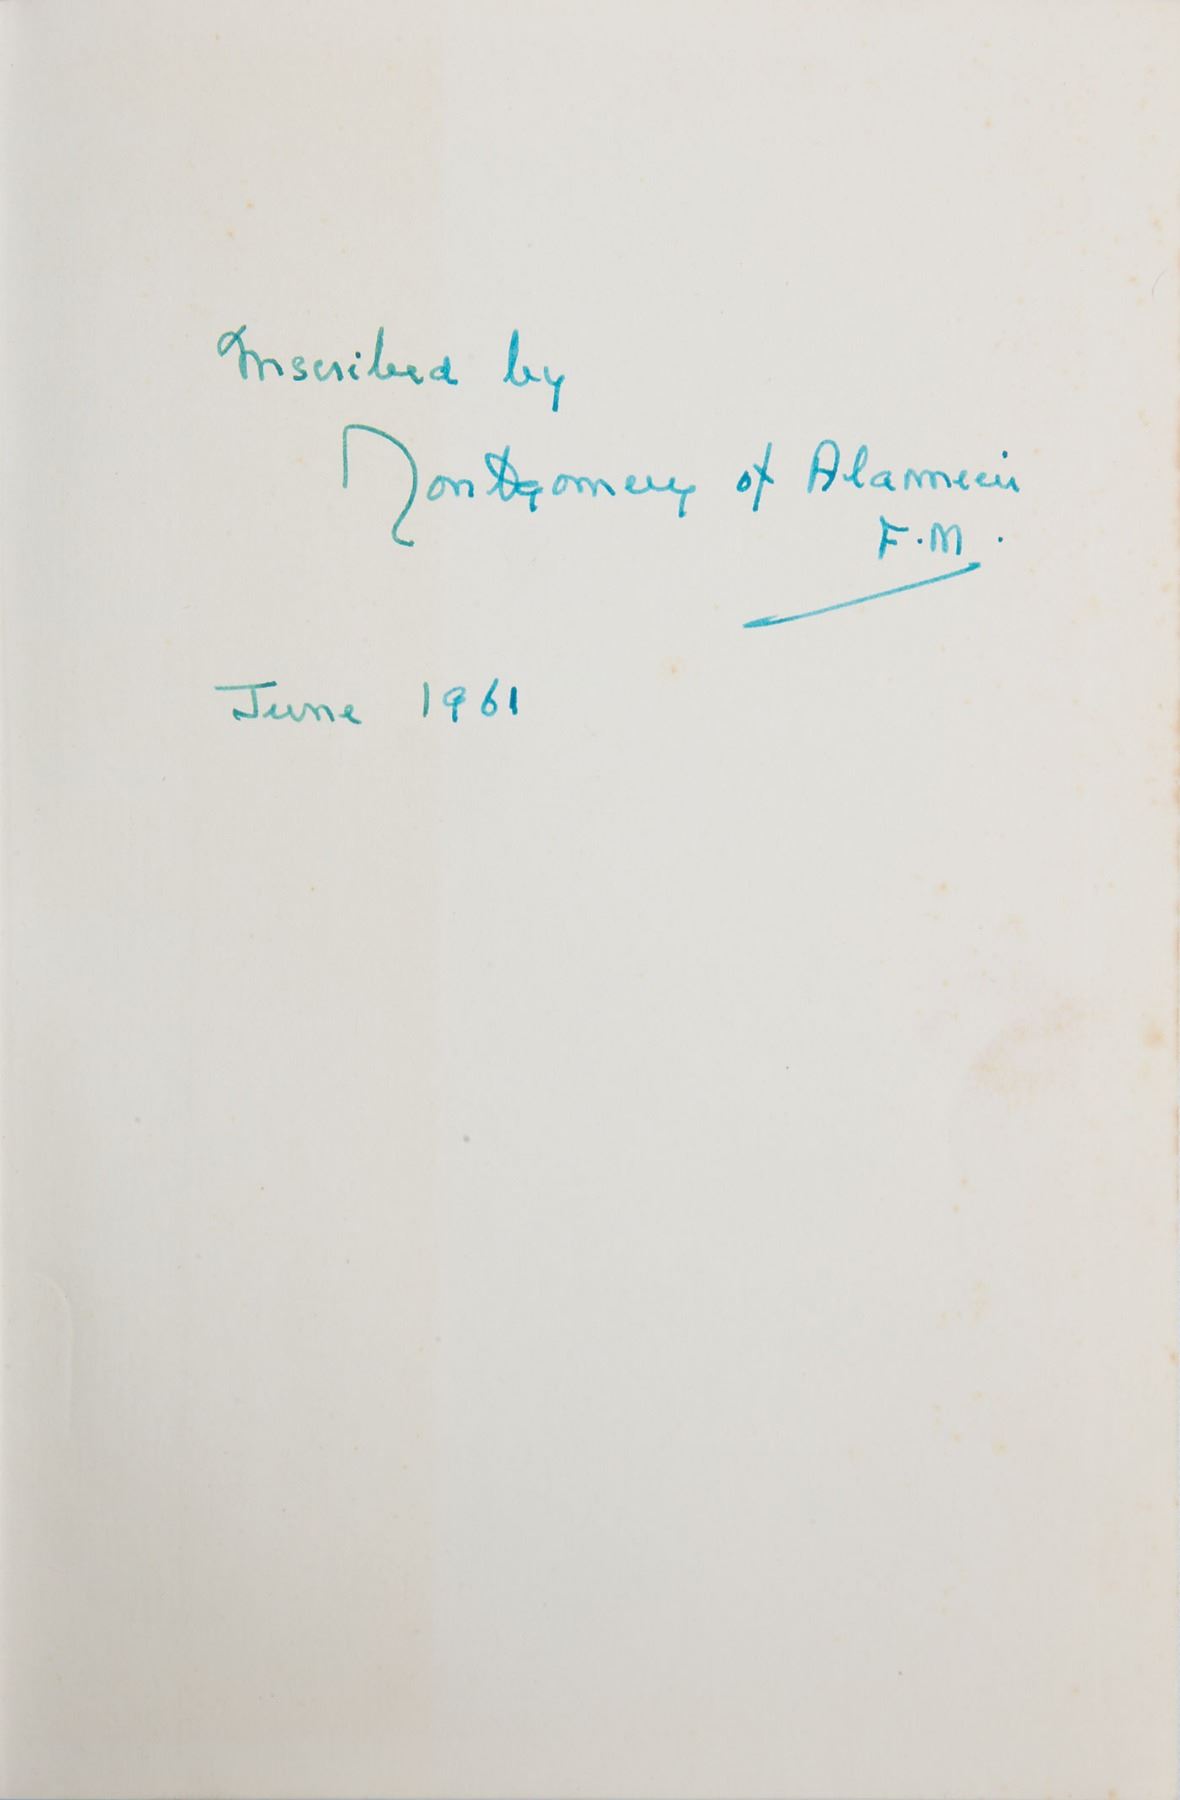 Inscribed by
Montgomery of Alamein
F.M.
June 1961